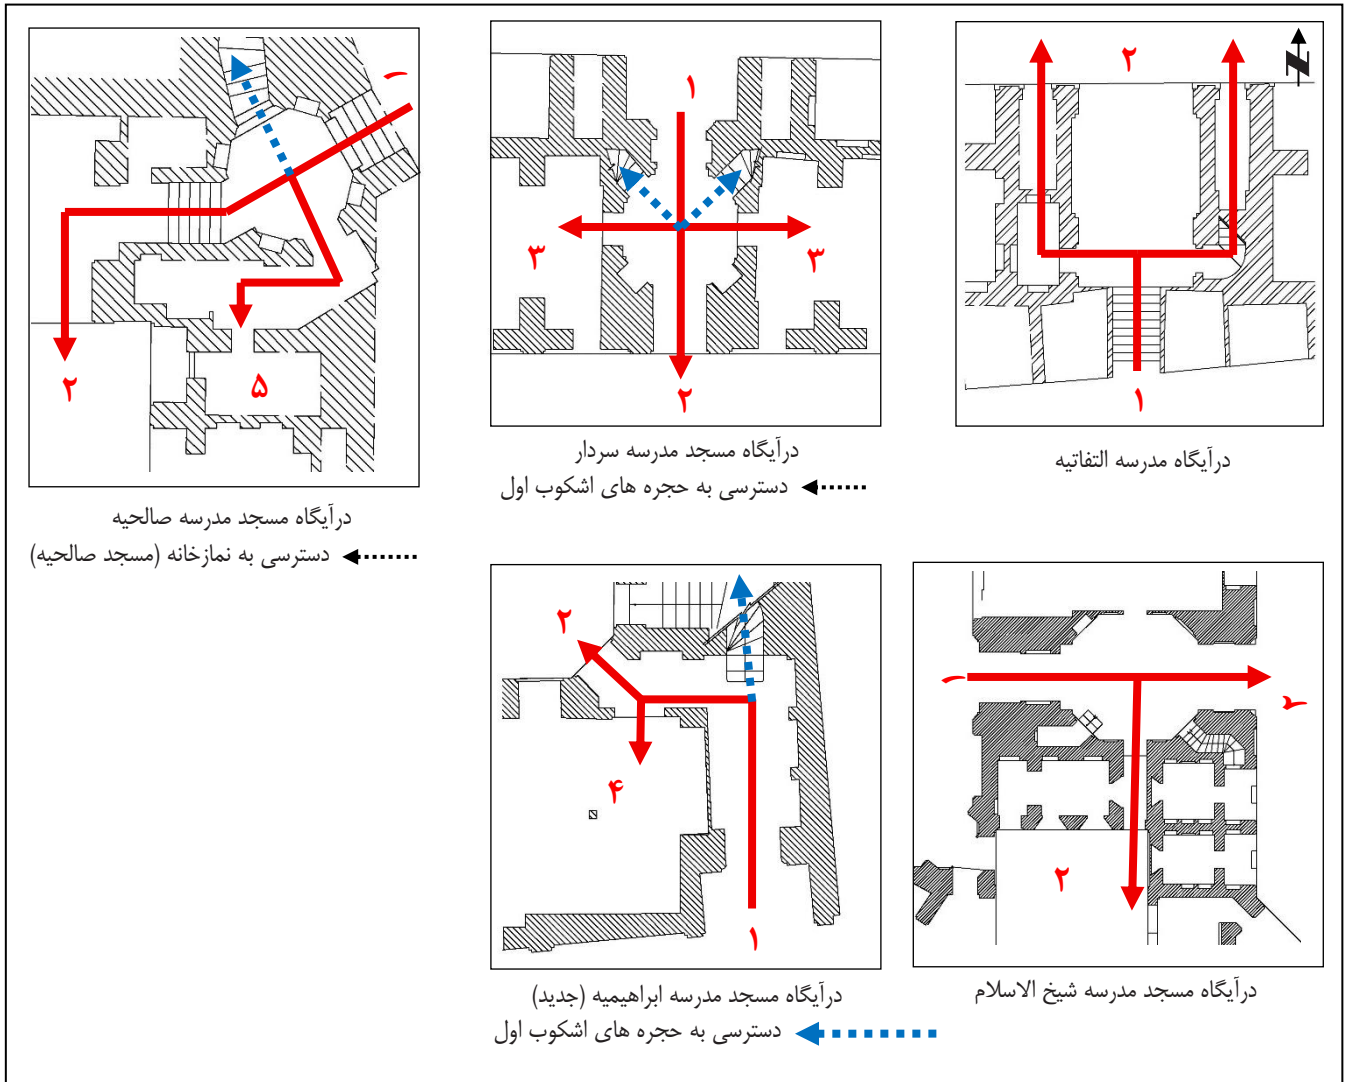 N
۲
۱
درآیگاه مدرسه التفاتیه
۱
۳
۳
۲
درآیگاه مسجد مدرسه سردار
دسترسی به حجره های اشکوب اول
۱
۲
۵
درآیگاه مسجد مدرسه صالحیه
دسترسی به نمازخانه (مسجد صالحیه)
۱
۲
۲
درآیگاه مسجد مدرسه شیخ الاسلام
۲
۴
۱
درآیگاه مسجد مدرسه ابراهیمیه (جدید)
دسترسی به حجره های اشکوب اول